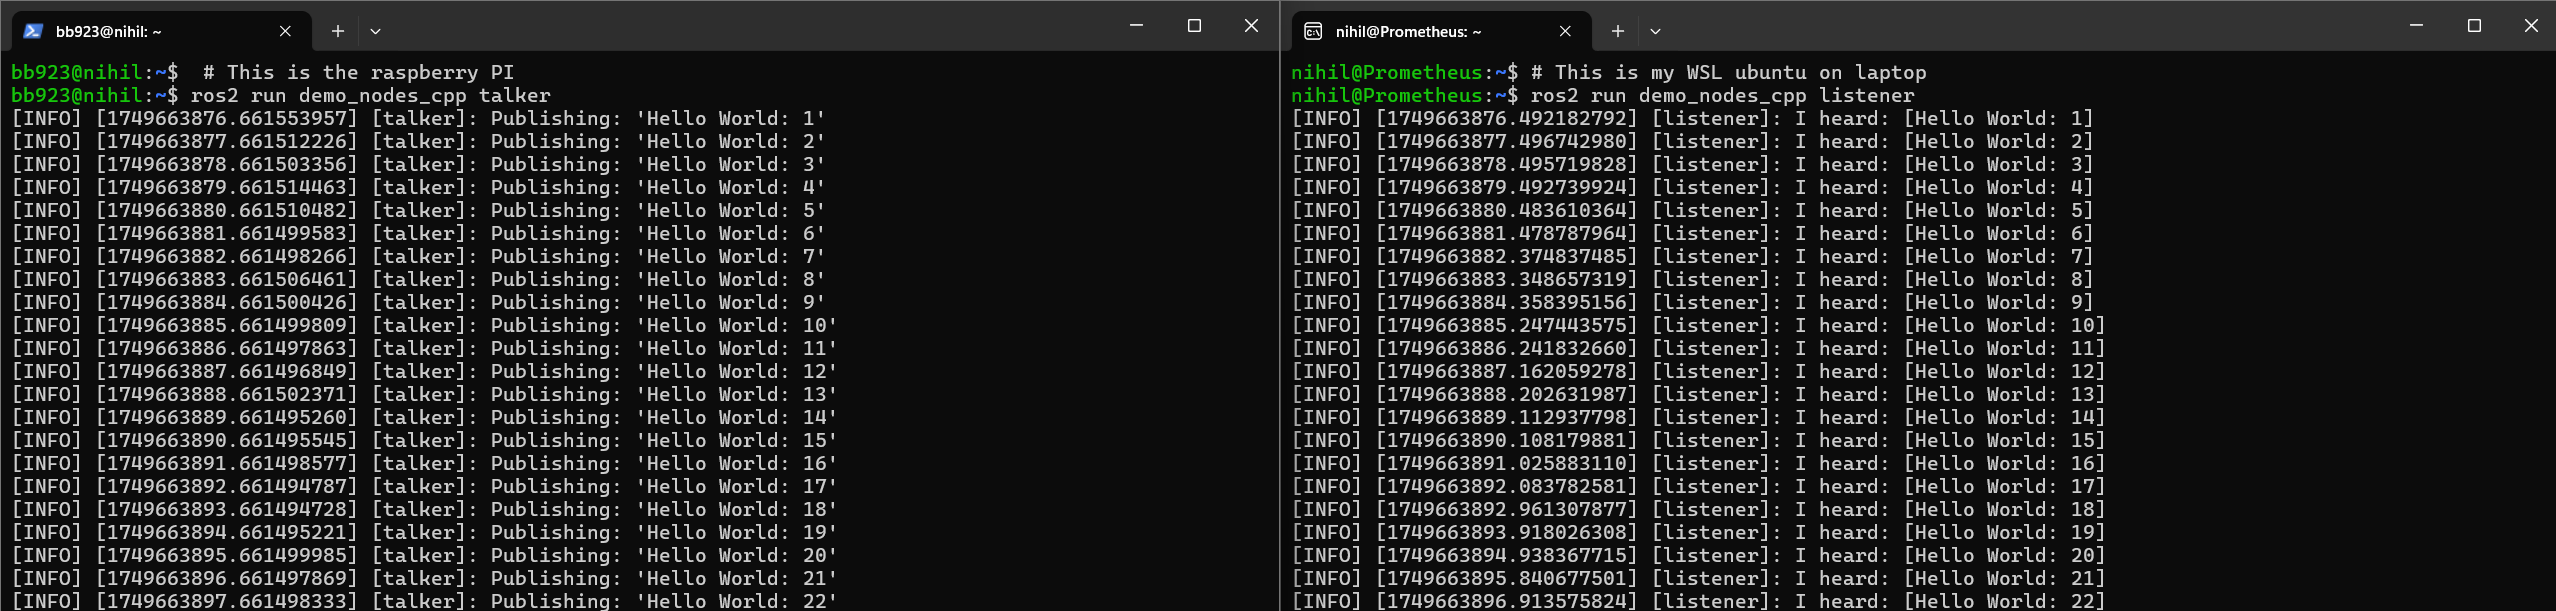 bb923@nihil: ~
bb923@nihil:~$  # This is the raspberry PI
bb923@nihil:~$ ros2 run demo_nodes_cpp talker
[INFO] [1749663876.661553957] [talker]: Publishing: 'Hello World: 1'
[INFO] [1749663877.661512226] [talker]: Publishing: 'Hello World: 2'
[INFO] [1749663878.661503356] [talker]: Publishing: 'Hello World: 3'
[INFO] [1749663879.661514463] [talker]: Publishing: 'Hello World: 4'
[INFO] [1749663880.661510482] [talker]: Publishing: 'Hello World: 5'
[INFO] [1749663881.661499583] [talker]: Publishing: 'Hello World: 6'
[INFO] [1749663882.661498266] [talker]: Publishing: 'Hello World: 7'
[INFO] [1749663883.661506461] [talker]: Publishing: 'Hello World: 8'
[INFO] [1749663884.661500426] [talker]: Publishing: 'Hello World: 9'
[INFO] [1749663885.661499809] [talker]: Publishing: 'Hello World: 10'
[INFO] [1749663886.661497863] [talker]: Publishing: 'Hello World: 11'
[INFO] [1749663887.661496849] [talker]: Publishing: 'Hello World: 12'
[INFO] [1749663888.661502371] [talker]: Publishing: 'Hello World: 13'
[INFO] [1749663889.661495260] [talker]: Publishing: 'Hello World: 14'
[INFO] [1749663890.661495545] [talker]: Publishing: 'Hello World: 15'
[INFO] [1749663891.661498577] [talker]: Publishing: 'Hello World: 16'
[INFO] [1749663892.661494787] [talker]: Publishing: 'Hello World: 17'
[INFO] [1749663893.661494728] [talker]: Publishing: 'Hello World: 18'
[INFO] [1749663894.661495221] [talker]: Publishing: 'Hello World: 19'
[INFO] [1749663895.661499985] [talker]: Publishing: 'Hello World: 20'
[INFO] [1749663896.661497869] [talker]: Publishing: 'Hello World: 21'
[INFO] [1749663897.661498333] [talker]: Publishing: 'Hello World: 22'
nihil@Prometheus: ~
nihil@Prometheus:~$ # This is my WSL ubuntu on laptop
nihil@Prometheus:~$ ros2 run demo_nodes_cpp listener
[INFO] [1749663876.492182792] [listener]: I heard: [Hello World: 1]
[INFO] [1749663877.496742980] [listener]: I heard: [Hello World: 2]
[INFO] [1749663878.495719828] [listener]: I heard: [Hello World: 3]
[INFO] [1749663879.492739924] [listener]: I heard: [Hello World: 4]
[INFO] [1749663880.483610364] [listener]: I heard: [Hello World: 5]
[INFO] [1749663881.478787964] [listener]: I heard: [Hello World: 6]
[INFO] [1749663882.374837485] [listener]: I heard: [Hello World: 7]
[INFO] [1749663883.348657319] [listener]: I heard: [Hello World: 8]
[INFO] [1749663884.358395156] [listener]: I heard: [Hello World: 9]
[INFO] [1749663885.247443575] [listener]: I heard: [Hello World: 10]
[INFO] [1749663886.241832660] [listener]: I heard: [Hello World: 11]
[INFO] [1749663887.162059278] [listener]: I heard: [Hello World: 12]
[INFO] [1749663888.202631987] [listener]: I heard: [Hello World: 13]
[INFO] [1749663889.112937798] [listener]: I heard: [Hello World: 14]
[INFO] [1749663890.108179881] [listener]: I heard: [Hello World: 15]
[INFO] [1749663891.025883110] [listener]: I heard: [Hello World: 16]
[INFO] [1749663892.083782581] [listener]: I heard: [Hello World: 17]
[INFO] [1749663892.961307877] [listener]: I heard: [Hello World: 18]
[INFO] [1749663893.918026308] [listener]: I heard: [Hello World: 19]
[INFO] [1749663894.938367715] [listener]: I heard: [Hello World: 20]
[INFO] [1749663895.840677501] [listener]: I heard: [Hello World: 21]
[INFO] [1749663896.913575824] [listener]: I heard: [Hello World: 22]